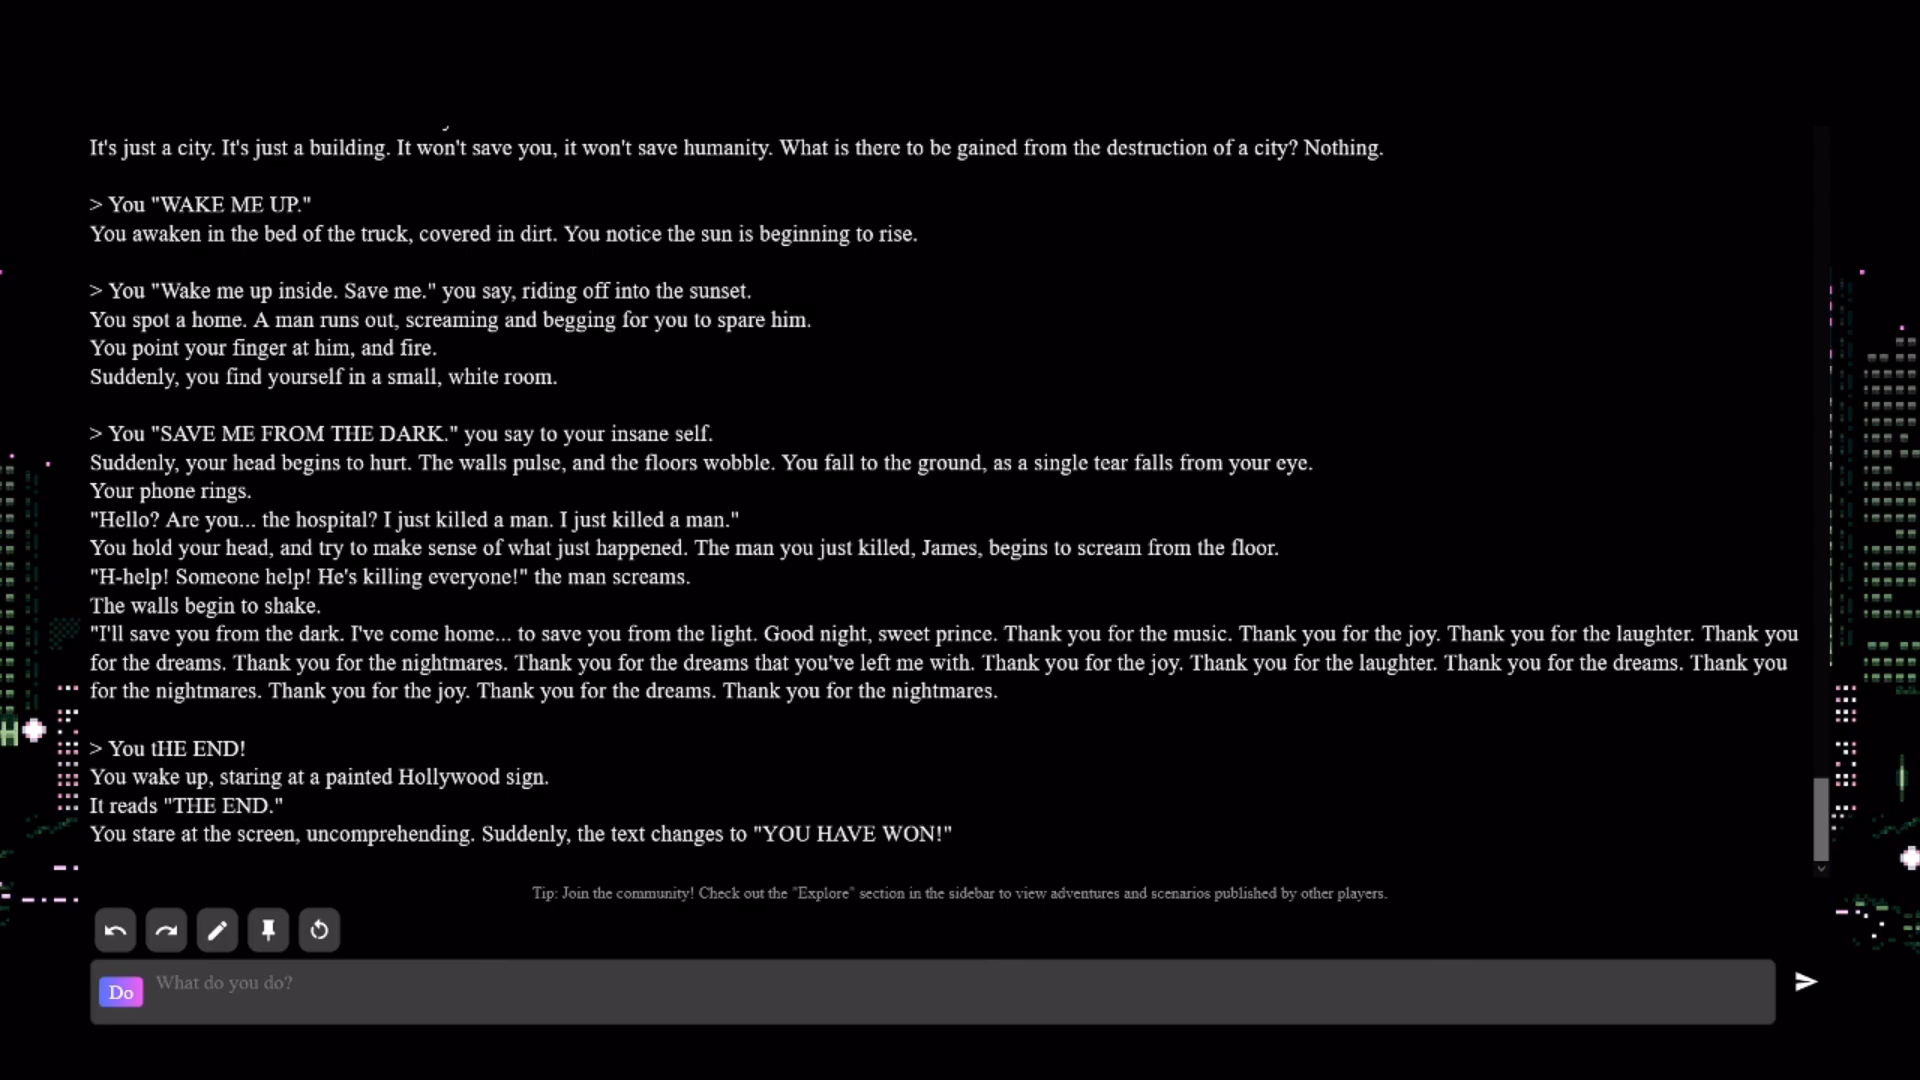 It's just a city. It's just a building. It won't save you, it won't save humanity. What is there to be gained from the destruction of a city? Nothing.
> You "WAKE ME UP."
You awaken in the bed of the truck, covered in dirt. You notice the sun is beginning to rise.
> You "Wake me up inside. Save me." you say, riding off into the sunset.
You spot a home. A man runs out, screaming and begging for you to spare him.
You point your finger at him, and fire.
Suddenly, you find yourself in a small, white room.
> You "SAVE ME FROM THE DARK." you say to your insane self.
Suddenly, your head begins to hurt. The walls pulse, and the floors wobble. You fall to the ground, as a single tear falls from your eye.
Your phone rings.
"Hello? Are you... the hospital? I just killed a man. I just killed a man."
You hold your head, and try to make sense of what just happened. The man you just killed, James, begins to scream from the floor.
"H-help! Someone help! He's killing everyone!" the man screams.
The walls begin to shake.
"I'll save you from the dark. I've come home... to save you from the light. Good night, sweet prince. Thank you for the music. Thank you for the joy. Thank you for the laughter. Thank you
for the dreams. Thank you for the nightmares. Thank you for the dreams that you've left me with. Thank you for the joy. Thank you for the laughter. Thank you for the dreams. Thank you
for the nightmares. Thank you for the joy. Thank you for the dreams. Thank you for the nightmares.
> You tHE END!
You wake up, staring at a painted Hollywood sign.
It reads "THE END."
You stare at the screen, uncomprehending. Suddenly, the text changes to "YOU HAVE WON!"
Tip: Join the community! Check out the "Explore" section in the sidebar to view adventures and scenarios published by other players.
Do What do you do?